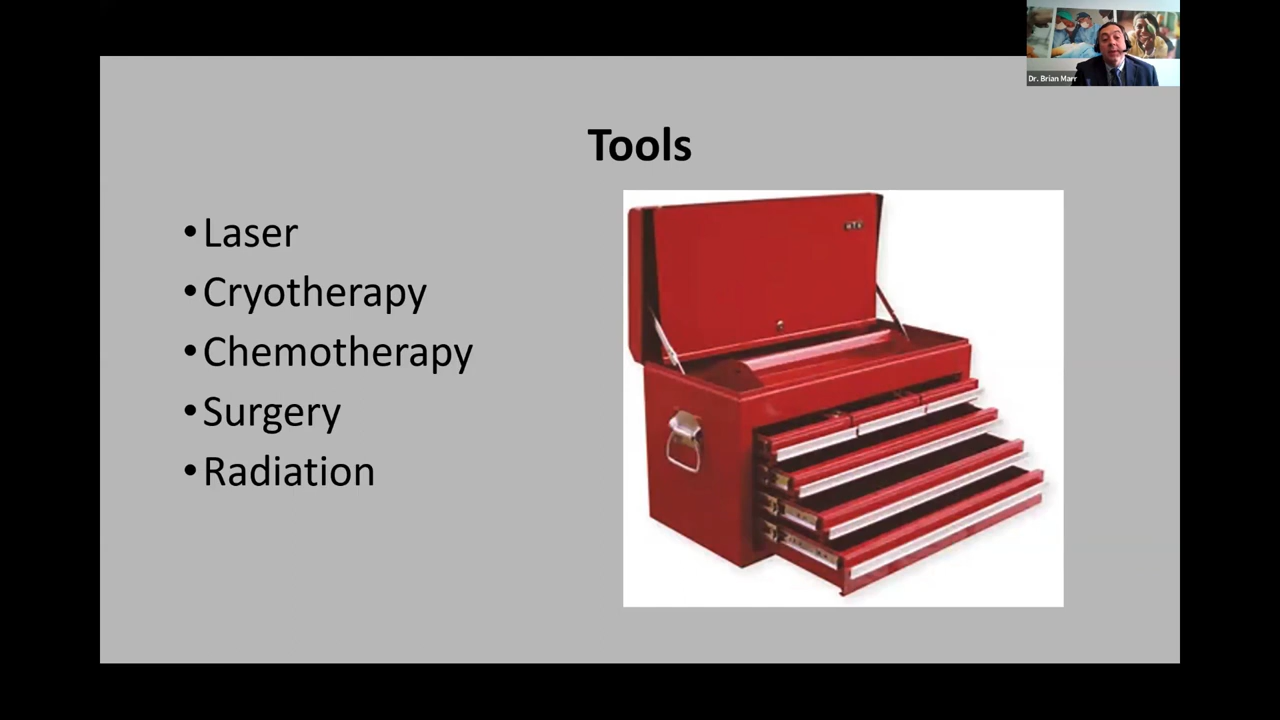 Dr. Brian Marr
Tools
•Laser
•Cryotherapy
•Chemotherapy
•Surgery
•Radiation